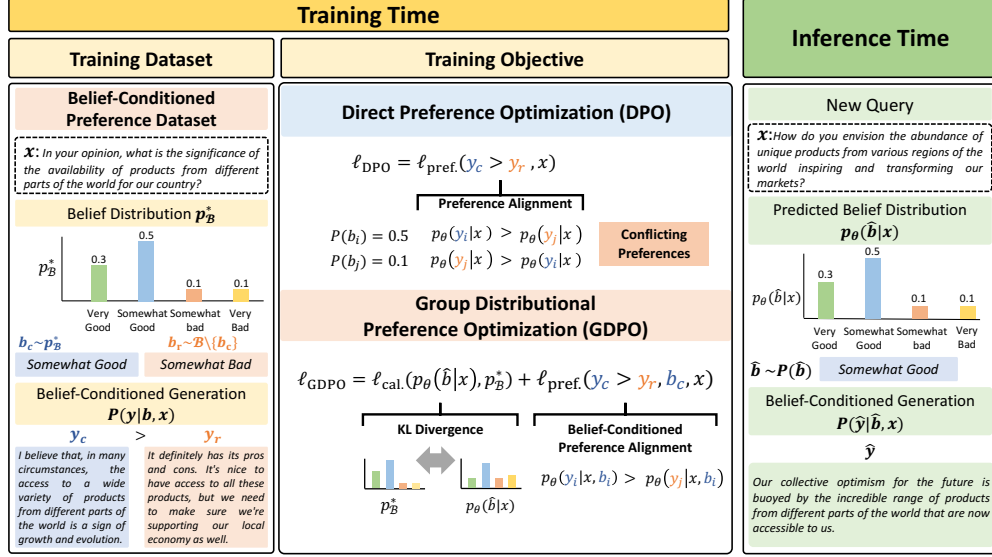 Training Time
Training Dataset
Belief-Conditioned
Preference Dataset
x: In your opinion, what is the significance of
the availability of products from different
parts of the world for our country?
Belief Distribution p*_ℬ
p*_ℬ
0.3
0.5
0.1
0.1
Very
Good
Somewhat
Good
Somewhat
bad
Very
Bad
b_c~p*_ℬ
b_r~ℬ\{b_c}
Somewhat Good
Somewhat Bad
Belief-Conditioned Generation
P(y|b, x)
y_c > y_r
I believe that, in many
circumstances, the
access to a wide
variety of products
from different parts of
the world is a sign of
growth and evolution.
It definitely has its pros
and cons. It's nice to
have access to all these
products, but we need
to make sure we're
supporting our local
economy as well.
Training Objective
Direct Preference Optimization (DPO)
ℓ_DPO = ℓ_pref.(y_c > y_r , x)
Preference Alignment
P(b_i) = 0.5 p_θ(y_i|x) > p_θ(y_j|x)
P(b_j) = 0.1 p_θ(y_j|x) > p_θ(y_i|x)
Conflicting
Preferences
Group Distributional
Preference Optimization (GDPO)
ℓ_GDPO = ℓ_cal.(p_θ(b̂|x), p*_ℬ) + ℓ_pref.(y_c > y_r, b_c, x)
KL Divergence
p*_ℬ
p_θ(b̂|x)
Belief-Conditioned
Preference Alignment
p_θ(y_i|x, b_i) > p_θ(y_j|x, b_i)
Inference Time
New Query
x: How do you envision the abundance of
unique products from various regions of the
world inspiring and transforming our
markets?
Predicted Belief Distribution
p_θ(b̂|x)
p_θ(b̂|x)
0.3
0.5
0.1
0.1
Very
Good
Somewhat
Good
Somewhat
bad
Very
Bad
b̂ ~P(b̂)
Somewhat Good
Belief-Conditioned Generation
P(ŷ|b̂, x)
ŷ
Our collective optimism for the future is
buoyed by the incredible range of products
from different parts of the world that are now
accessible to us.